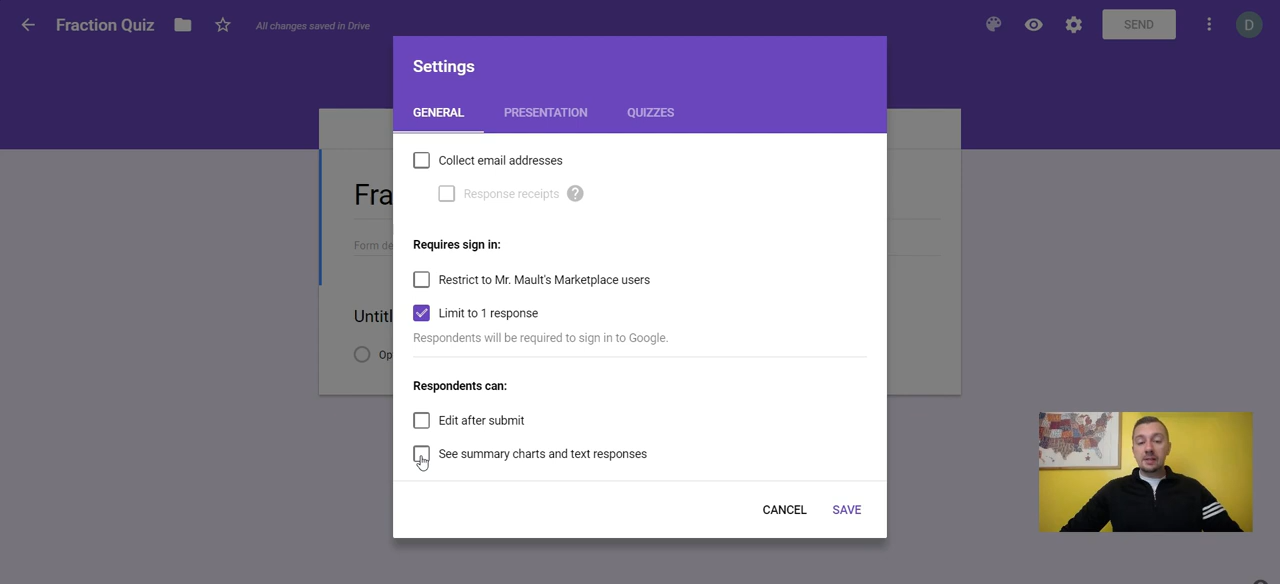 Fraction Quiz
All changes saved in Drive
SEND
D
Settings
GENERAL
PRESENTATION
QUIZZES
Collect email addresses
Response receipts ?
Fra
Form de
Requires sign in:
Restrict to Mr. Mault's Marketplace users
Limit to 1 response
Respondents will be required to sign in to Google.
Untitl
Op
Respondents can:
Edit after submit
See summary charts and text responses
CANCEL
SAVE